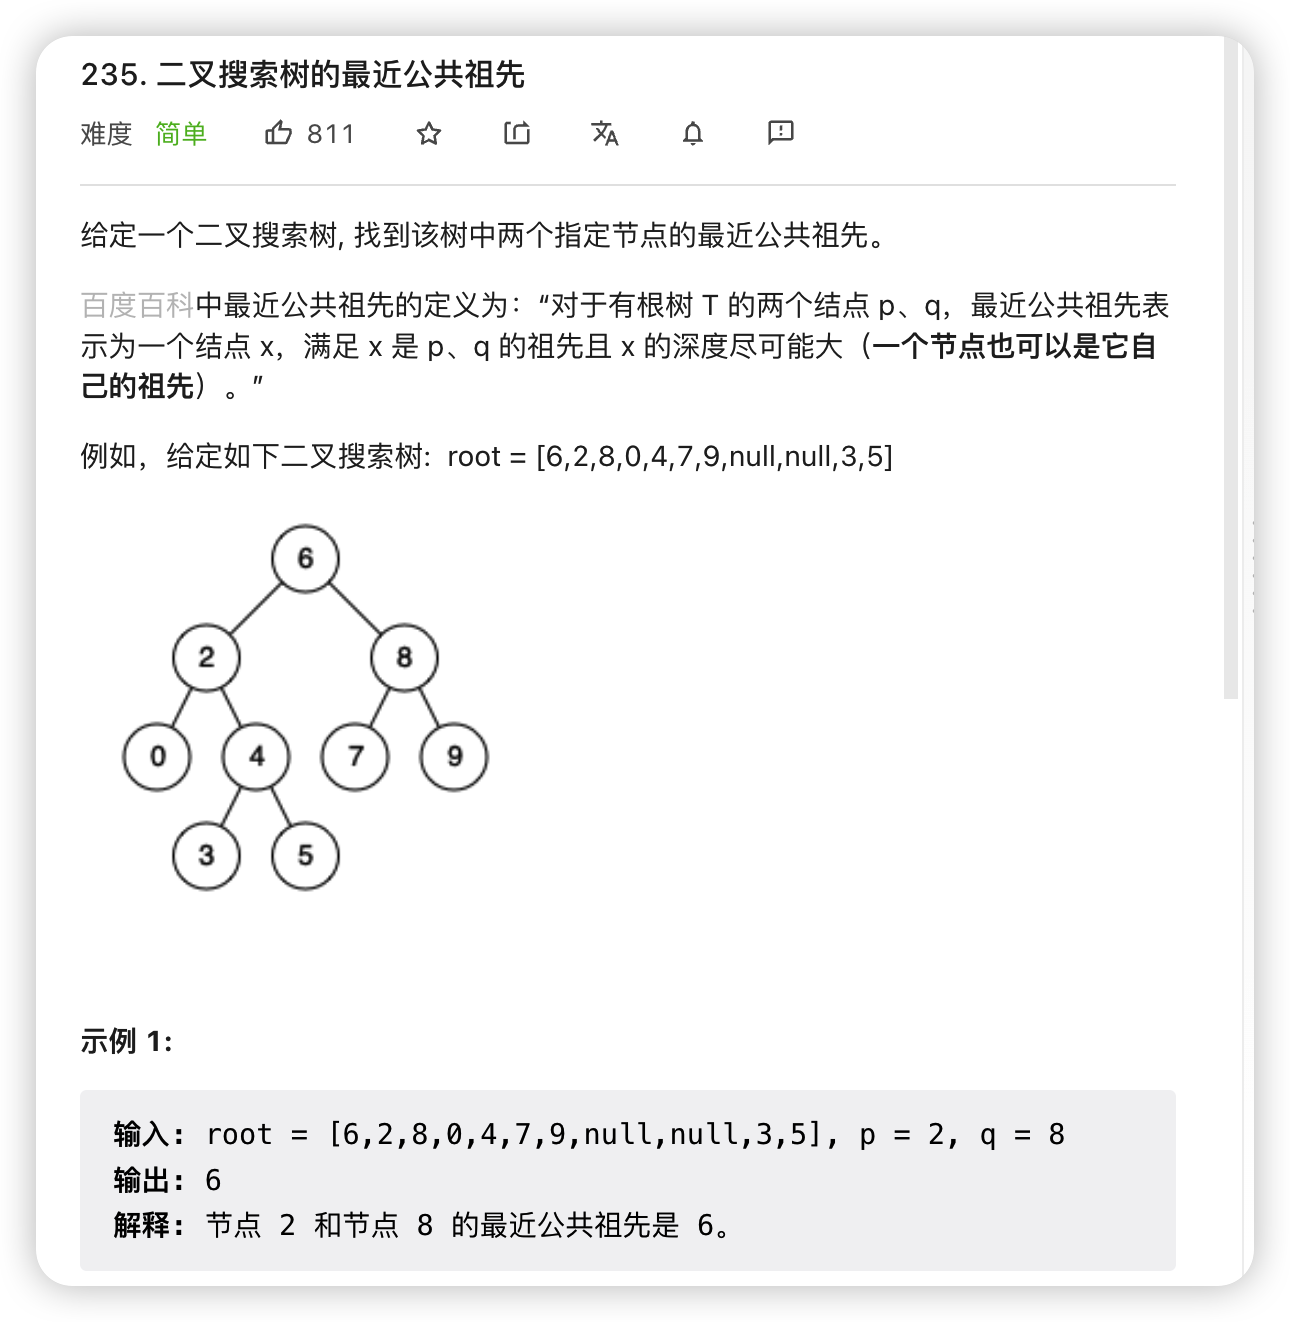 235. 二叉搜索树的最近公共祖先
难度 简单 811
给定一个二叉搜索树, 找到该树中两个指定节点的最近公共祖先。
百度百科中最近公共祖先的定义为：“对于有根树 T 的两个结点 p、q，最近公共祖先表
示为一个结点 x，满足 x 是 p、q 的祖先且 x 的深度尽可能大（一个节点也可以是它自
己的祖先）。”
例如，给定如下二叉搜索树:  root = [6,2,8,0,4,7,9,null,null,3,5]
6
2 8
0 4 7 9
3 5
示例 1:
输入: root = [6,2,8,0,4,7,9,null,null,3,5], p = 2, q = 8
输出: 6
解释: 节点 2 和节点 8 的最近公共祖先是 6。